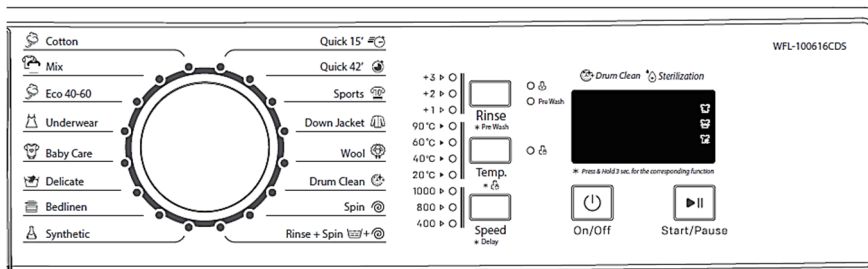 Cotton
Mix
Eco 40-60
Underwear
Baby Care
Delicate
Bedlinen
Synthetic
Quick 15’
Quick 42’
Sports
Down Jacket
Wool
Drum Clean
Spin
Rinse + Spin +
+3
+2
+1
Rinse
* Pre Wash
Pre Wash
90°C
60°C
40°C
20°C
Temp.
*
1000
800
400
Speed
* Delay
WFL-100616CDS
Drum Clean Sterilization
* Press & Hold 3 sec. for the corresponding function
On/Off
Start/Pause